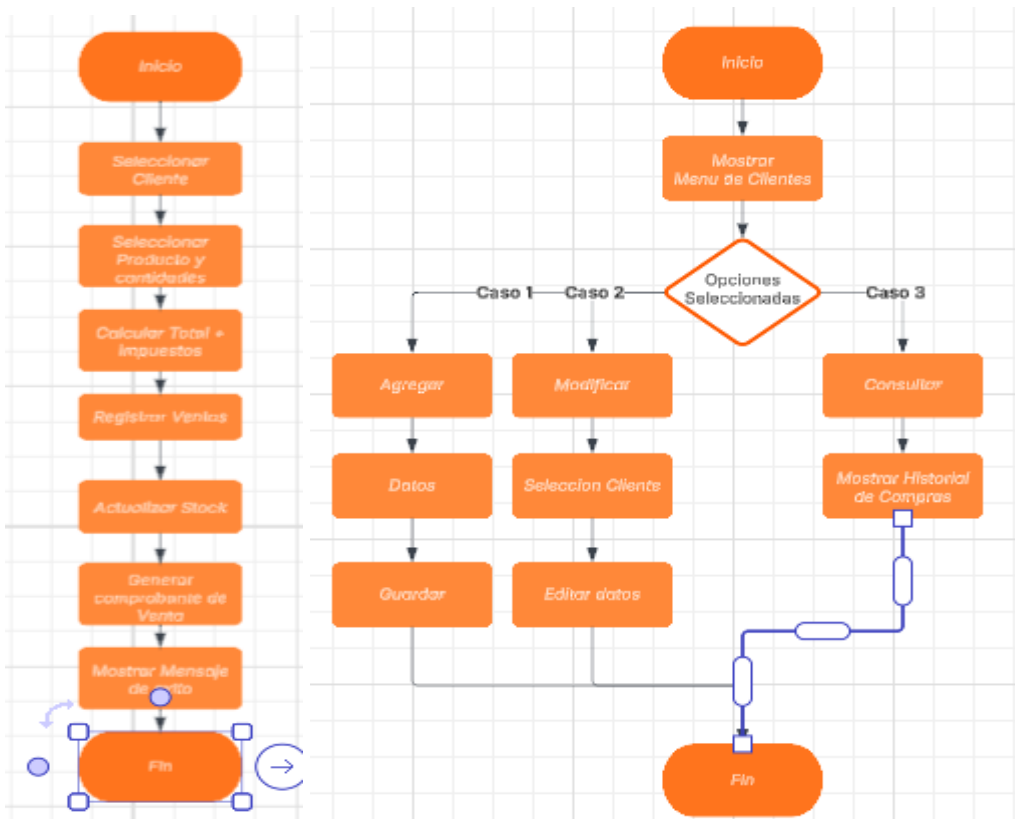 Inicio
Seleccionar
Cliente
Seleccionar
Producto y
cantidades
Calcular Total +
Impuestos
Registrar Ventas
Actualizar Stock
Generar
comprobante de
Venta
Mostrar Mensaje
de exito
Fin
Inicio
Mostrar
Menu de Clientes
Opciones
Seleccionadas
Caso 1
Caso 2
Caso 3
Agregar
Modificar
Consultar
Datos
Seleccion Cliente
Mostrar Historial
de Compras
Guardar
Editar datos
Fin